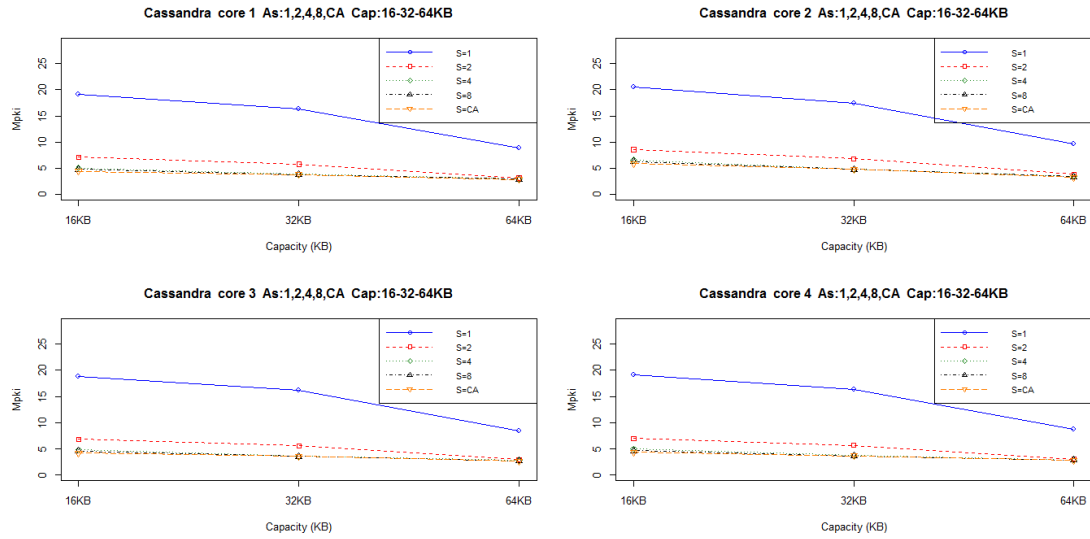 Cassandra core 1 As:1,2,4,8,CA Cap:16-32-64KB
Mpki
25
20
15
10
5
0
S=1
S=2
S=4
S=8
S=CA
16KB
32KB
64KB
Capacity (KB)
Cassandra core 2 As:1,2,4,8,CA Cap:16-32-64KB
Mpki
25
20
15
10
5
0
S=1
S=2
S=4
S=8
S=CA
16KB
32KB
64KB
Capacity (KB)
Cassandra core 3 As:1,2,4,8,CA Cap:16-32-64KB
Mpki
25
20
15
10
5
0
S=1
S=2
S=4
S=8
S=CA
16KB
32KB
64KB
Capacity (KB)
Cassandra core 4 As:1,2,4,8,CA Cap:16-32-64KB
Mpki
25
20
15
10
5
0
S=1
S=2
S=4
S=8
S=CA
16KB
32KB
64KB
Capacity (KB)